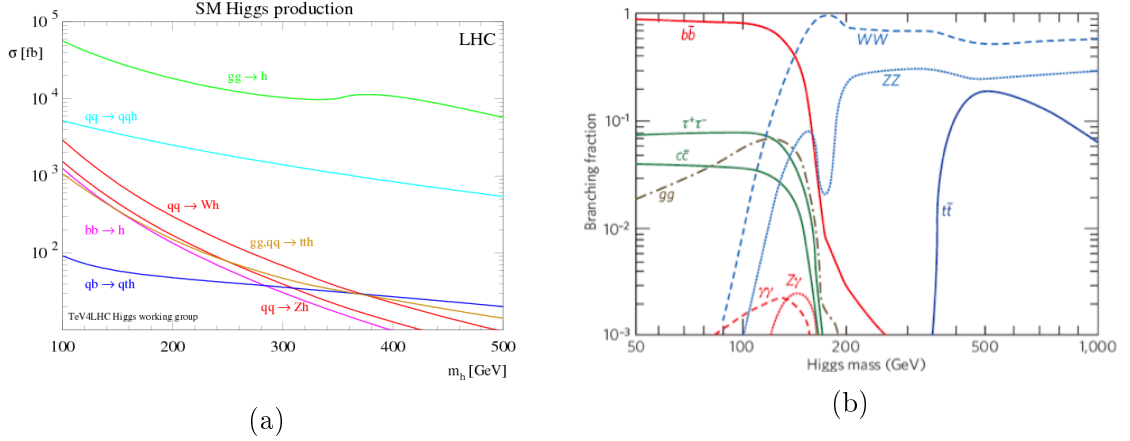 SM Higgs production
LHC
σ [fb]
10^5
10^4
10^3
10^2
gg → h
qq → qqh
qq → Wh
bb → h
gg,qq → tth
qb → qth
qq → Zh
TeV4LHC Higgs working group
100 200 300 400 500
m_h [GeV]
(a)
Branching fraction
1
10^-1
10^-2
10^-3
bb̄
WW
ZZ
τ⁺τ⁻
cc̄
gg
tt̄
γγ
Zγ
50 100 200 500 1,000
Higgs mass (GeV)
(b)